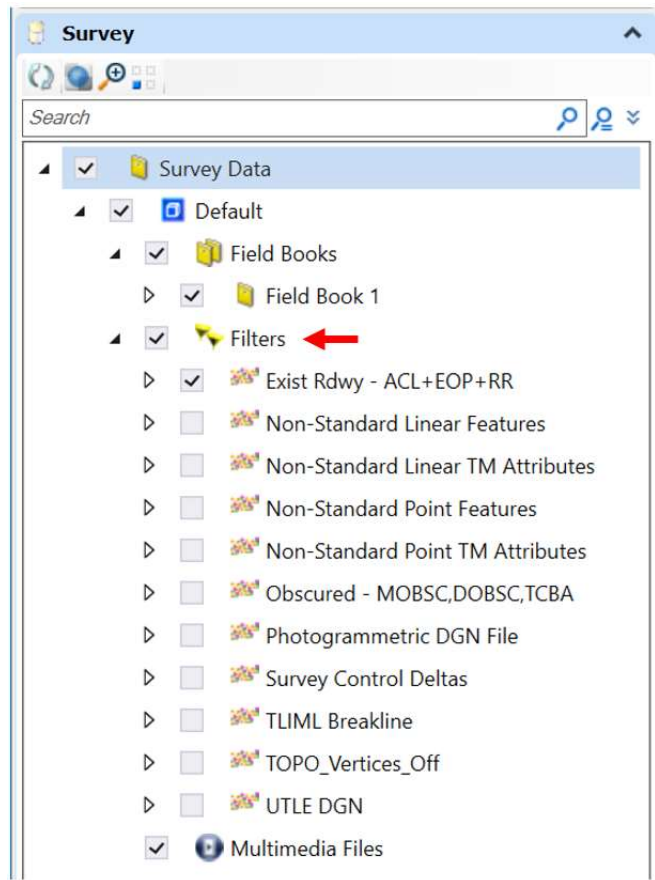 Survey
Search
Survey Data
Default
Field Books
Field Book 1
Filters
Exist Rdwy - ACL+EOP+RR
Non-Standard Linear Features
Non-Standard Linear TM Attributes
Non-Standard Point Features
Non-Standard Point TM Attributes
Obscured - MOBSC,DOBSC,TCBA
Photogrammetric DGN File
Survey Control Deltas
TLIML Breakline
TOPO_Vertices_Off
UTLE DGN
Multimedia Files